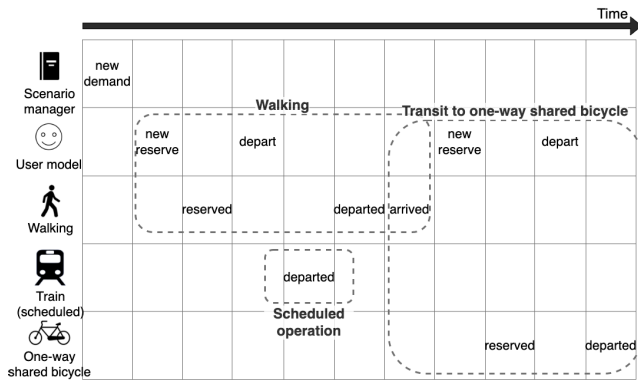 Time
new
demand
Scenario
manager
Walking
Transit to one-way shared bicycle
new
reserve
depart
new
reserve
depart
User model
reserved
departed
arrived
Walking
departed
Train
(scheduled)
Scheduled
operation
reserved
departed
One-way
shared bicycle